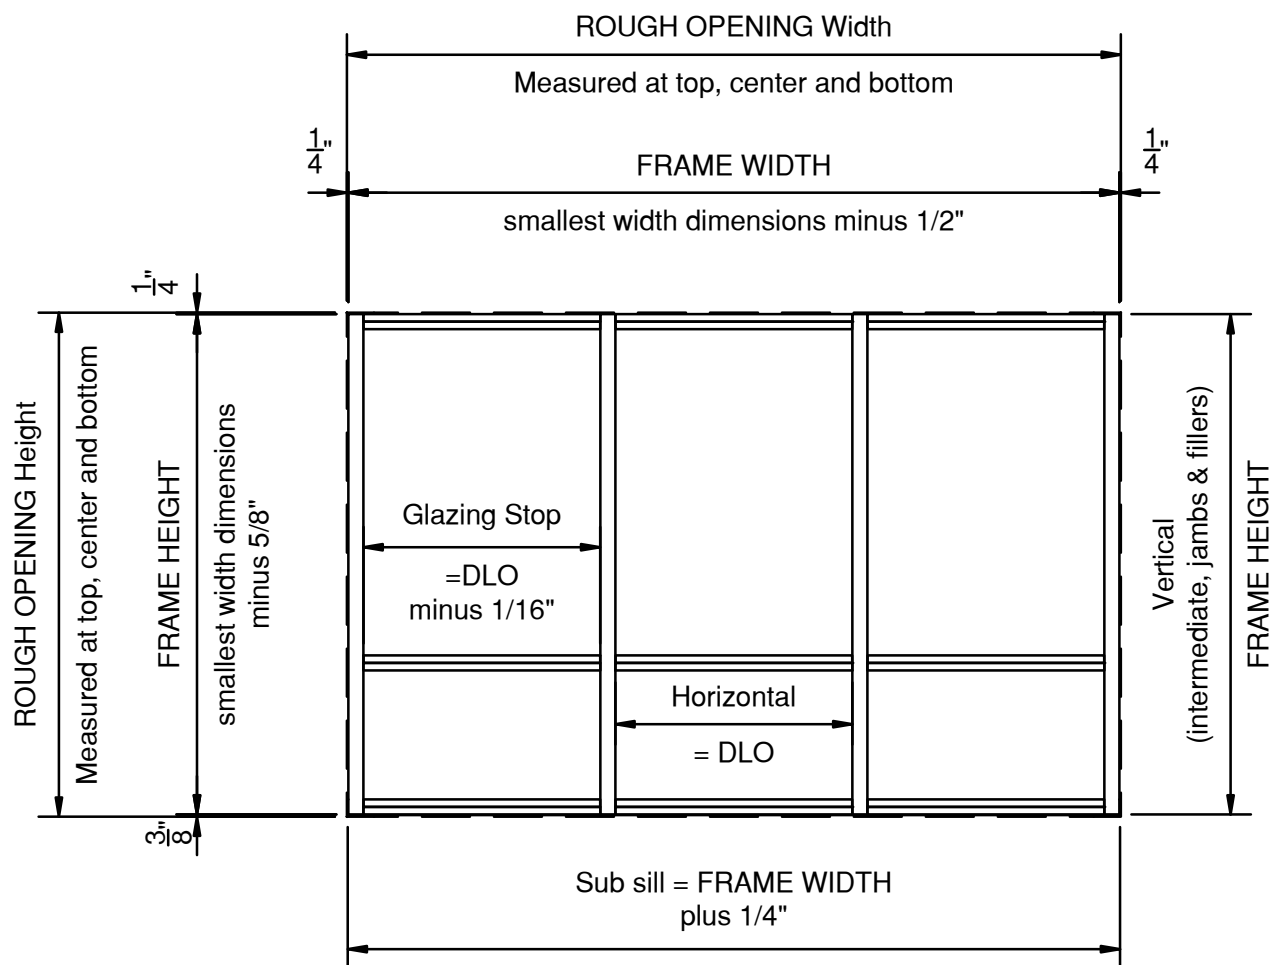 ROUGH OPENING Width
Measured at top, center and bottom
1/4"
FRAME WIDTH
1/4"
smallest width dimensions minus 1/2"
1/4"
ROUGH OPENING Height
Measured at top, center and bottom
FRAME HEIGHT
smallest width dimensions
minus 5/8"
Glazing Stop
=DLO
minus 1/16"
Horizontal
= DLO
Vertical
(intermediate, jambs & fillers)
FRAME HEIGHT
3/8"
Sub sill = FRAME WIDTH
plus 1/4"